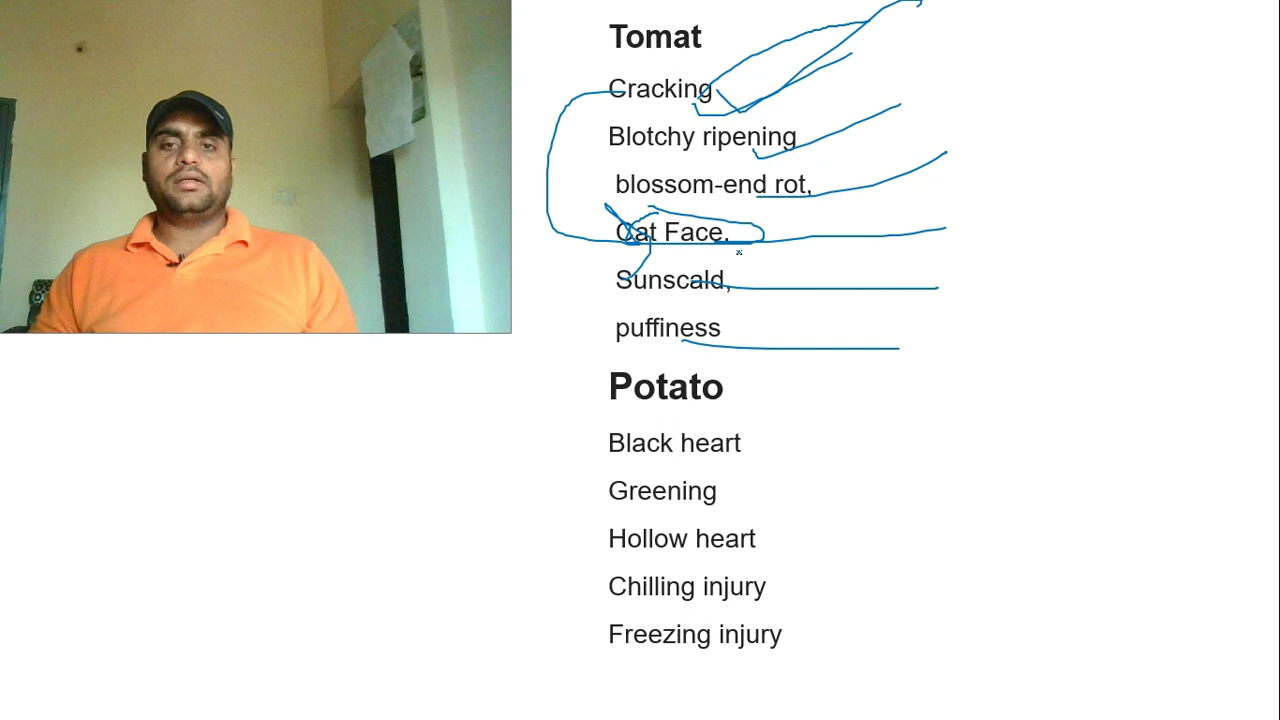 Tomat
Cracking
Blotchy ripening
blossom-end rot,
Cat Face,
Sunscald,
puffiness
Potato
Black heart
Greening
Hollow heart
Chilling injury
Freezing injury